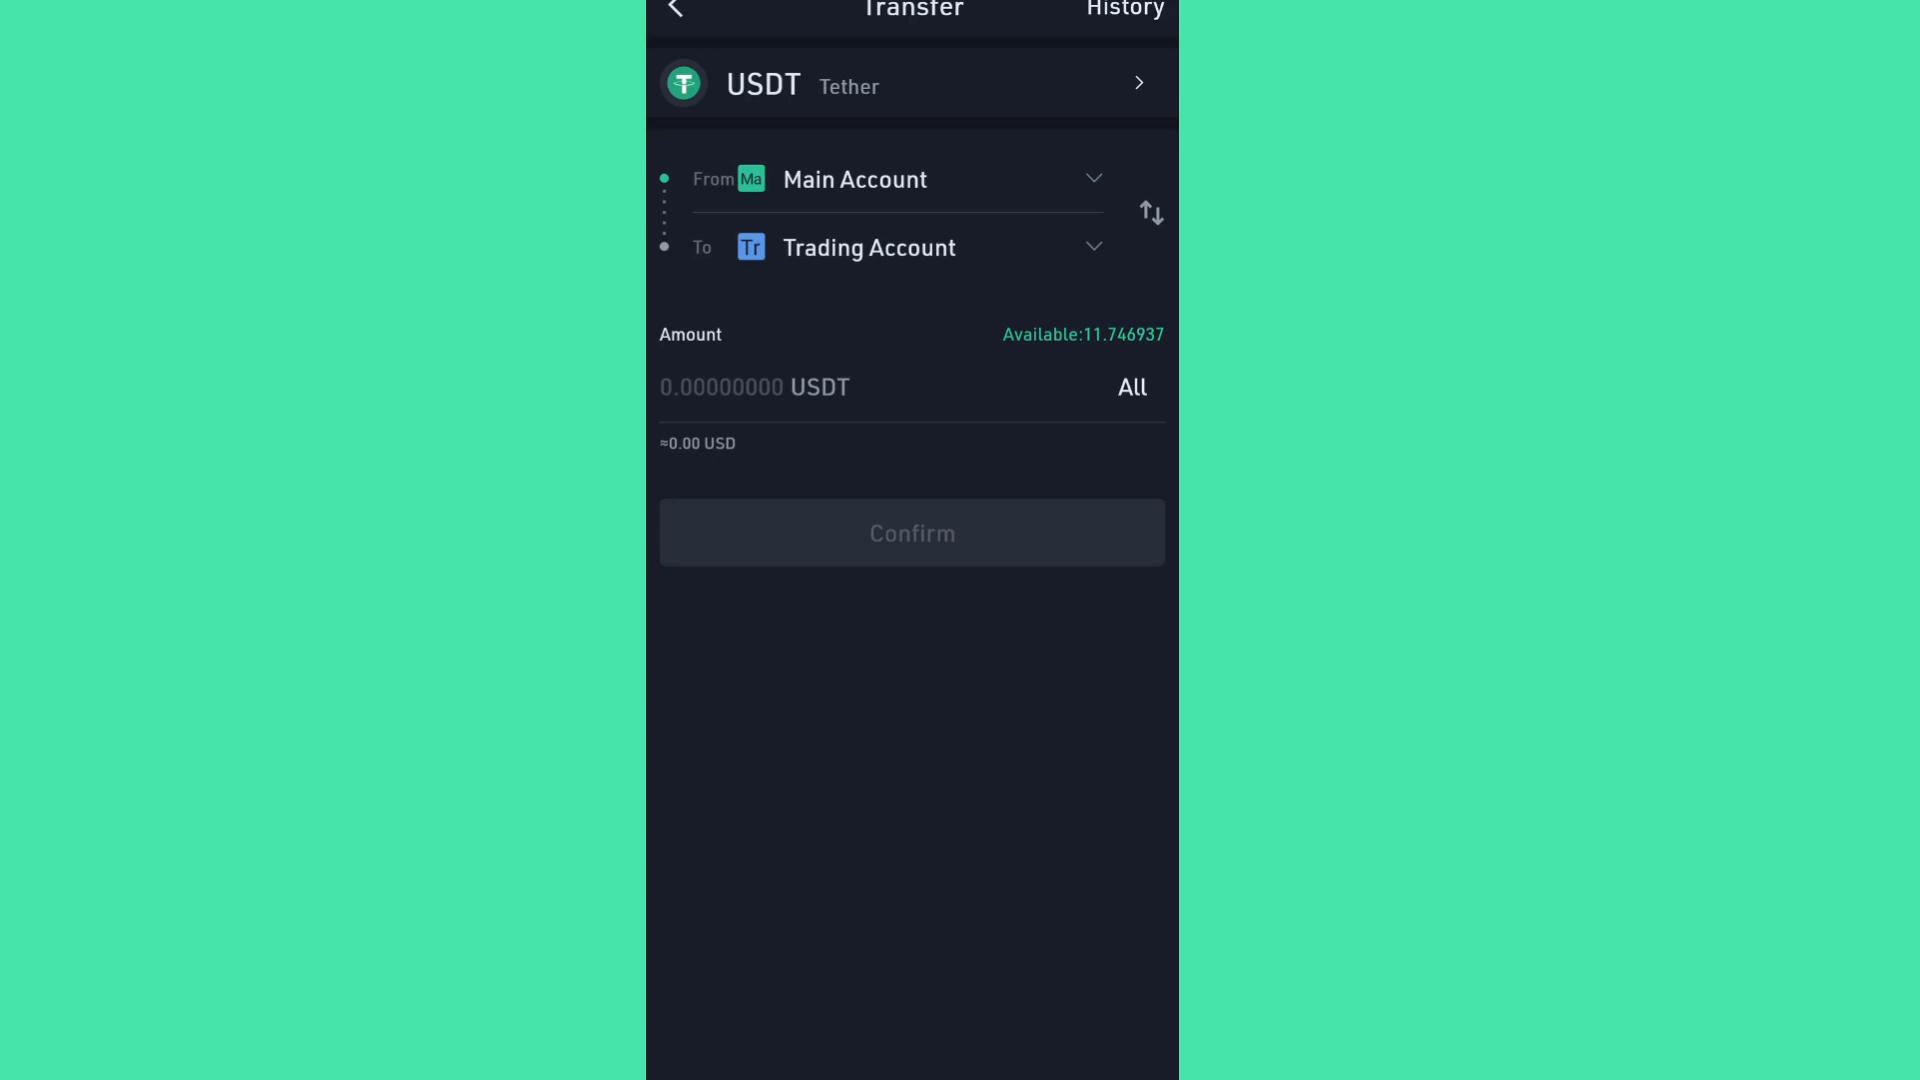 Transfer History
USDT Tether
From Ma Main Account
To Tr Trading Account
Amount Available:11.746937
0.00000000 USDT All
≈0.00 USD
Confirm